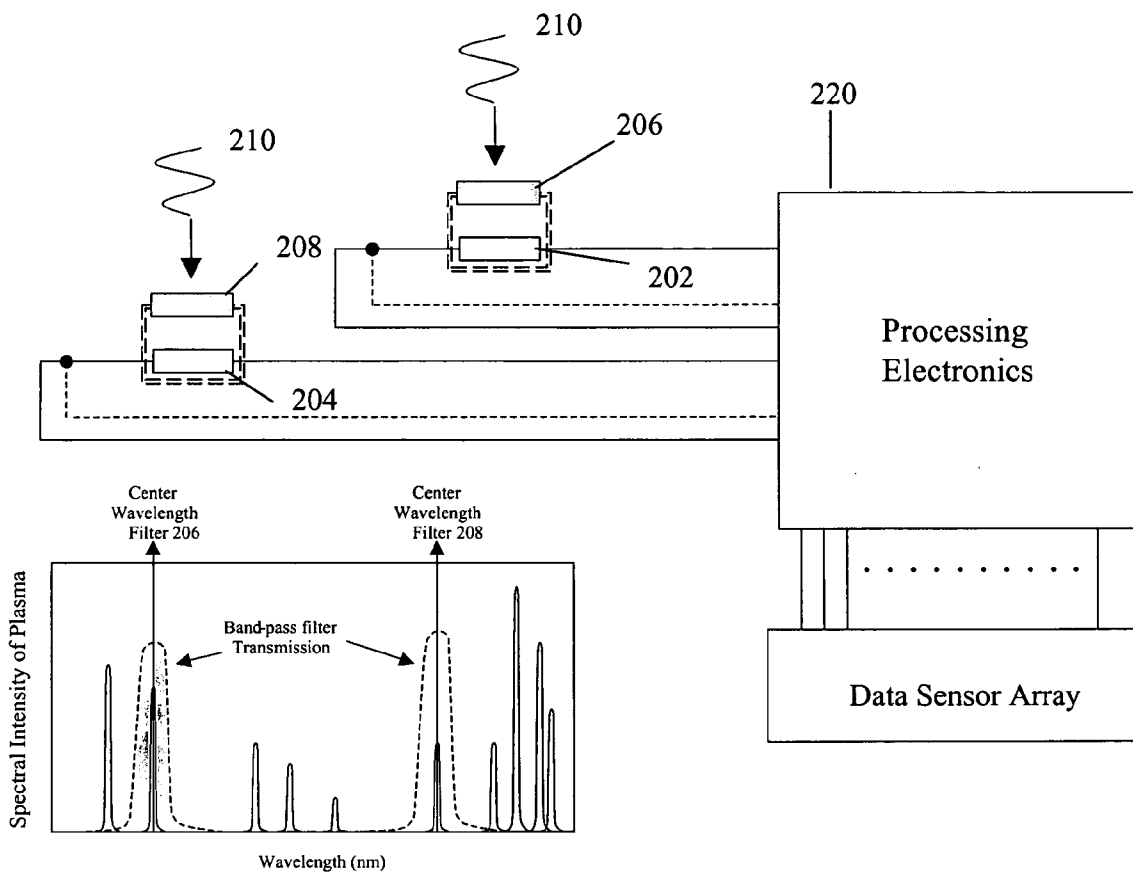 210
220
206
210
208
202
Processing
Electronics
204
Center
Wavelength
Filter 206
Center
Wavelength
Filter 208
Band-pass filter
Transmission
Spectral Intensity of Plasma
Data Sensor Array
Wavelength (nm)